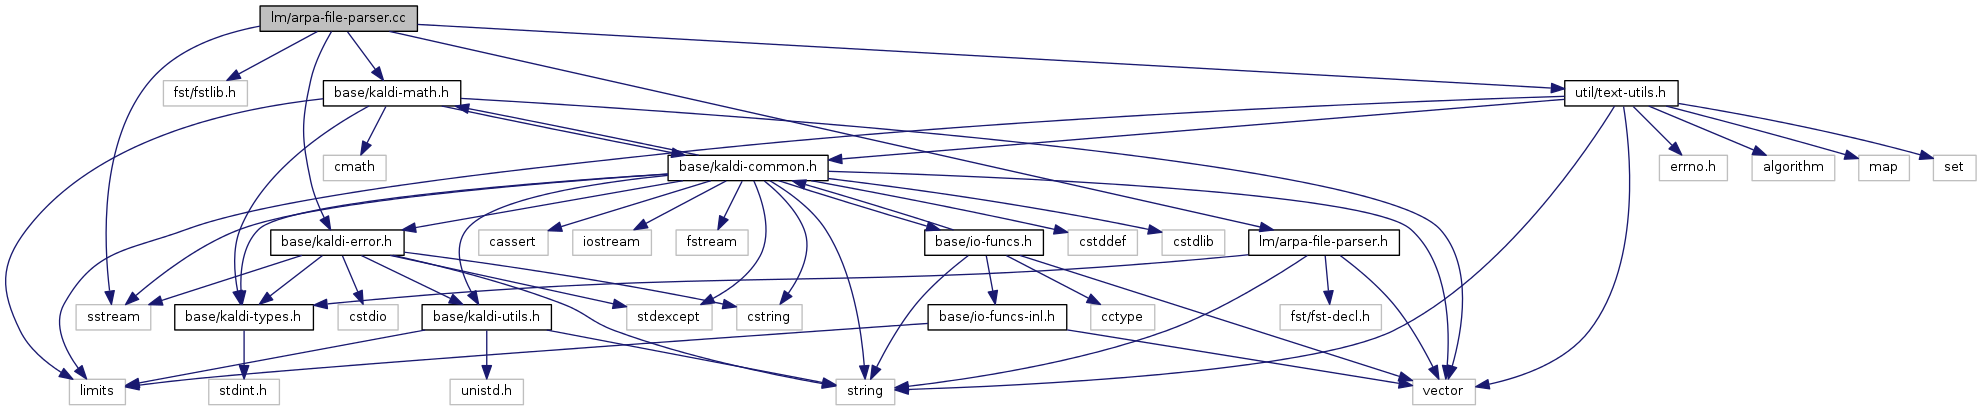 lm/arpa-file-parser.cc
fst/fstlib.h
base/kaldi-math.h
util/text-utils.h
cmath
base/kaldi-common.h
errno.h
algorithm
map
set
base/kaldi-error.h
cassert
iostream
fstream
base/io-funcs.h
cstddef
cstdlib
lm/arpa-file-parser.h
sstream
base/kaldi-types.h
cstdio
base/kaldi-utils.h
stdexcept
cstring
base/io-funcs-inl.h
cctype
fst/fst-decl.h
limits
stdint.h
unistd.h
string
vector